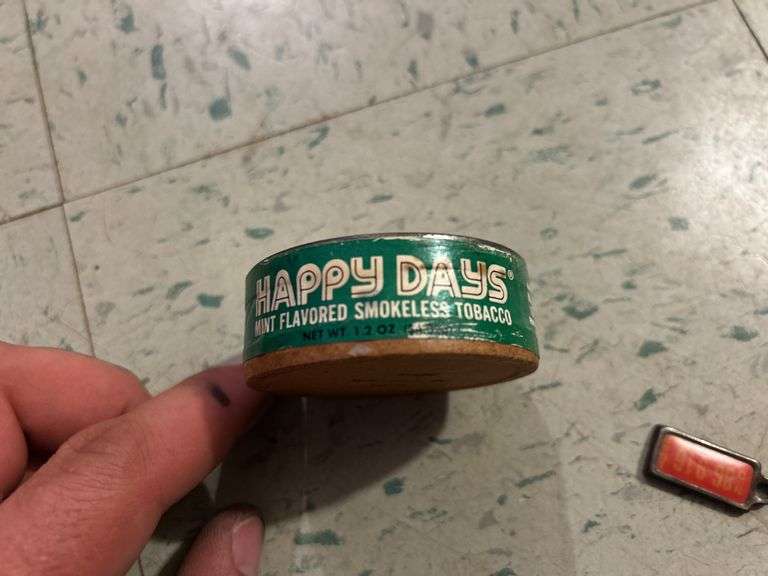 HAPPY DAYS®
MINT FLAVORED SMOKELESS TOBACCO
NET WT. 1.2 OZ.